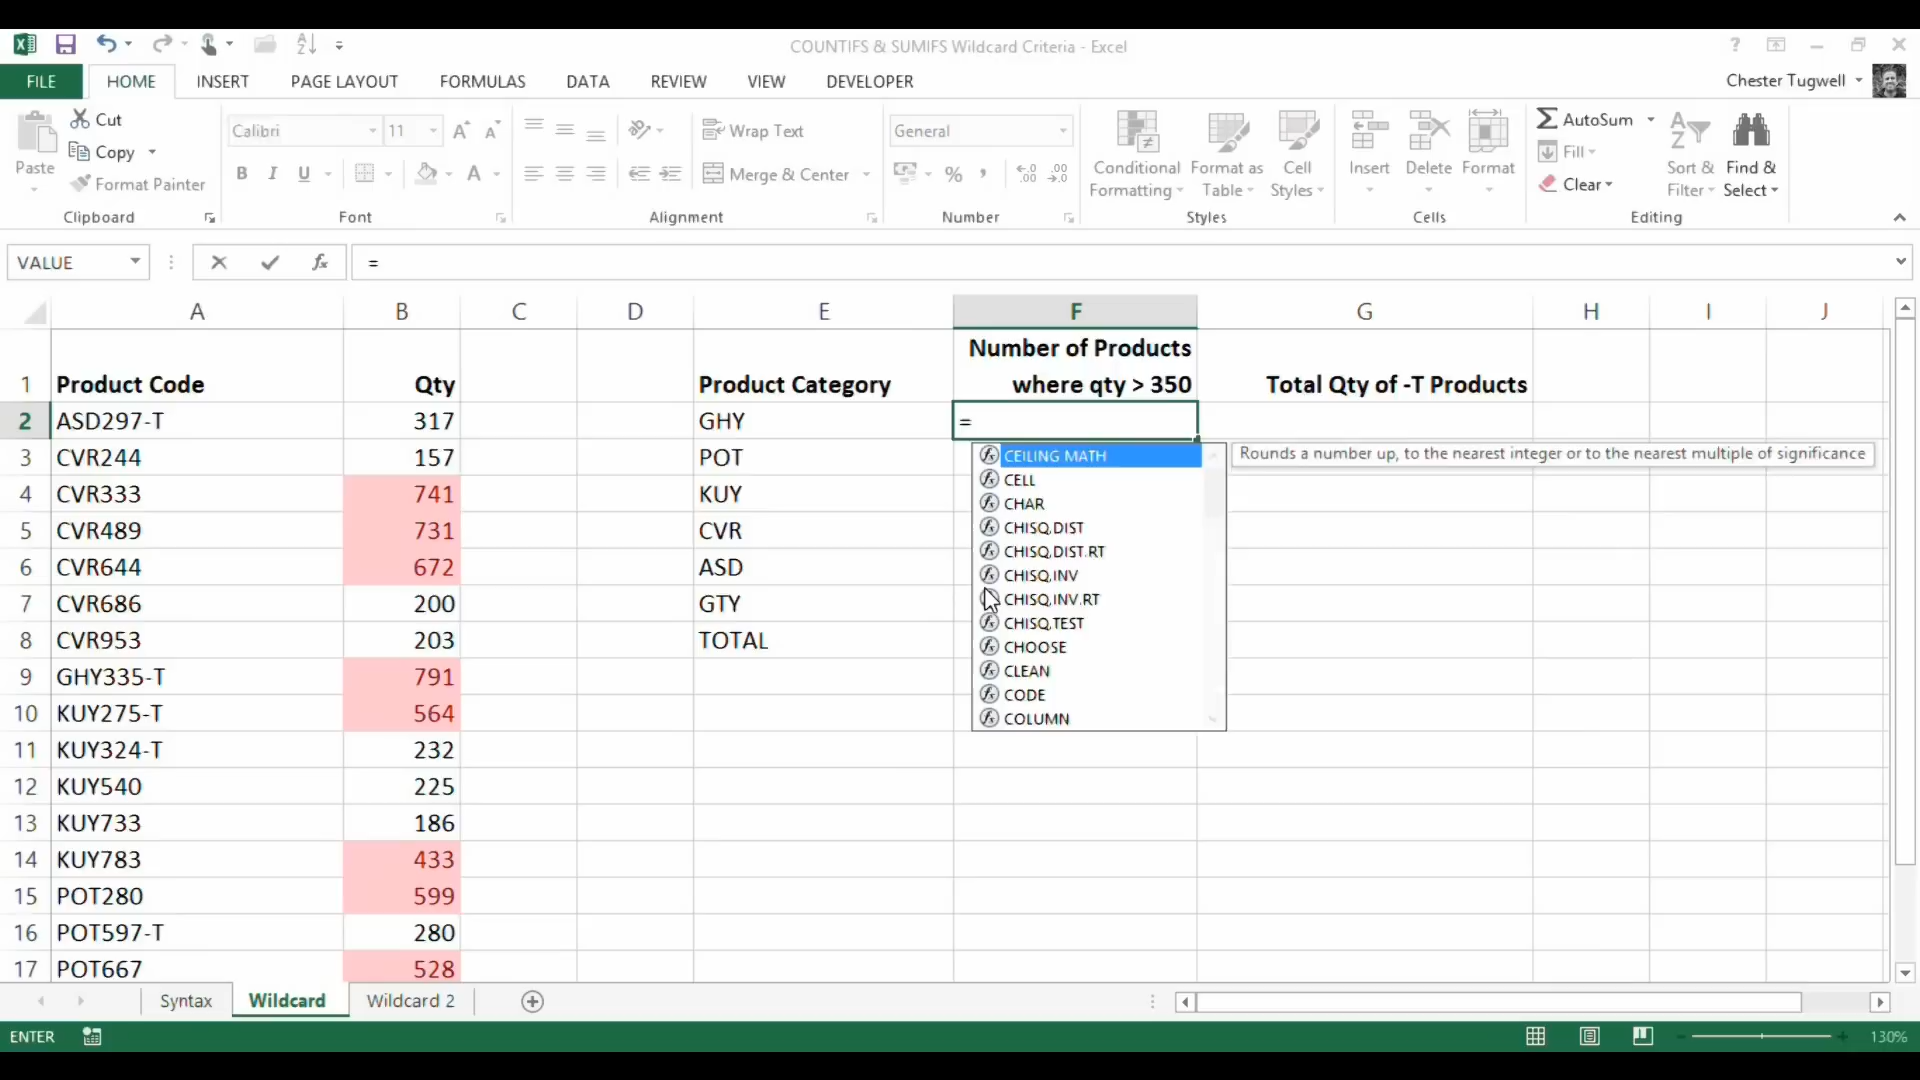 COUNTIFS & SUMIFS Wildcard Criteria - Excel
?
FILE HOME INSERT PAGE LAYOUT FORMULAS DATA REVIEW VIEW DEVELOPER Chester Tugwell
Paste
Cut
Copy
Format Painter
Clipboard
Calibri 11
B I U A
Font
Wrap Text
Merge & Center
Alignment
General
% ,
Number
Conditional Formatting
Format as Table
Cell Styles
Styles
Insert
Delete
Format
Cells
AutoSum
Fill
Clear
Sort & Filter
Find & Select
Editing
VALUE fx =
A B C D E F G H I J
Number of Products
1 Product Code Qty Product Category where qty > 350 Total Qty of -T Products
2 ASD297-T 317 GHY =
3 CVR244 157 POT
4 CVR333 741 KUY
5 CVR489 731 CVR
6 CVR644 672 ASD
7 CVR686 200 GTY
8 CVR953 203 TOTAL
9 GHY335-T 791
10 KUY275-T 564
11 KUY324-T 232
12 KUY540 225
13 KUY733 186
14 KUY783 433
15 POT280 599
16 POT597-T 280
17 POT667 528
CEILING.MATH
CELL
CHAR
CHISQ.DIST
CHISQ.DIST.RT
CHISQ.INV
CHISQ.INV.RT
CHISQ.TEST
CHOOSE
CLEAN
CODE
COLUMN
Rounds a number up, to the nearest integer or to the nearest multiple of significance
Syntax Wildcard Wildcard 2
ENTER 130%